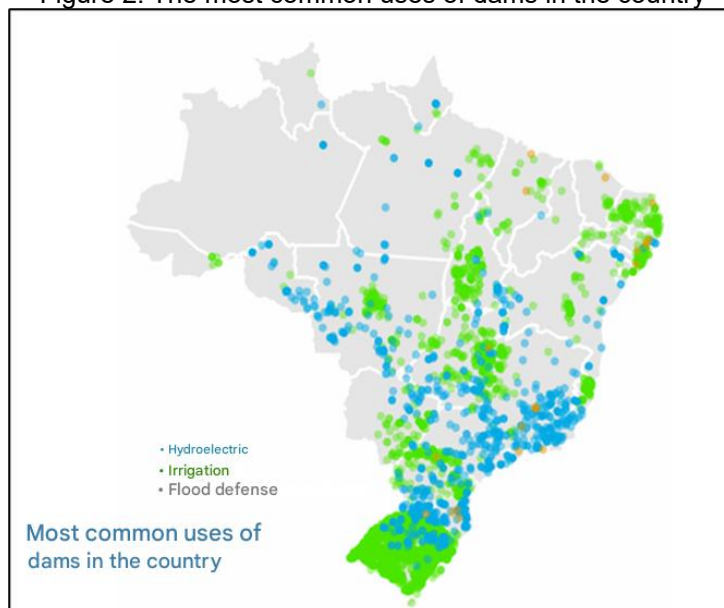 Figure 2. The most common uses of dams in the country
• Hydroelectric
• Irrigation
• Flood defense
Most common uses of
dams in the country